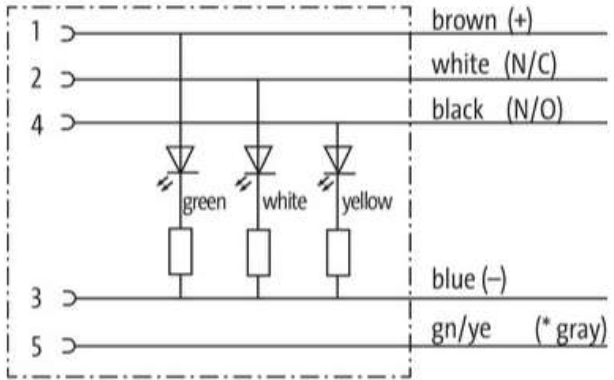 1 brown (+)
2 white (N/C)
4 black (N/O)
green white yellow
3 blue (–)
5 gn/ye (* gray)